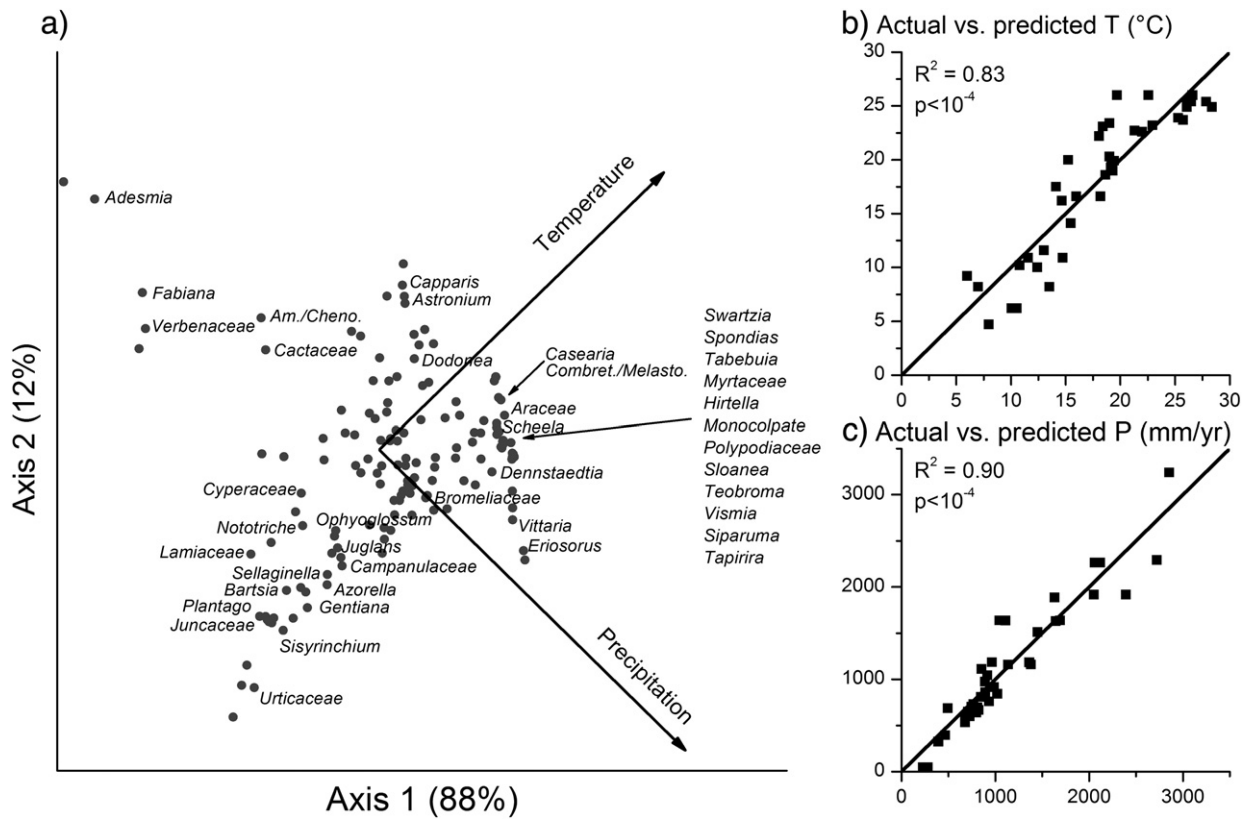 a)
Axis 2 (12%)
Axis 1 (88%)
Temperature
Precipitation
Adesmia
Fabiana
Verbenaceae
Am./Cheno.
Cactaceae
Capparis
Astronium
Dodonea
Casearia
Combret./Melasto.
Araceae
Scheela
Dennstaedtia
Bromeliaceae
Vittaria
Eriosorus
Cyperaceae
Nototriche
Ophyoglossum
Lamiaceae
Juglans
Campanulaceae
Sellaginella
Bartsia
Azorella
Plantago
Gentiana
Juncaceae
Sisyrinchium
Urticaceae
Swartzia
Spondias
Tabebuia
Myrtaceae
Hirtella
Monocolpate
Polypodiaceae
Sloanea
Teobroma
Vismia
Siparuma
Tapirira
b) Actual vs. predicted T (°C)
R² = 0.83
p<10⁻⁴
30
25
20
15
10
5
0
0 5 10 15 20 25 30
c) Actual vs. predicted P (mm/yr)
R² = 0.90
p<10⁻⁴
3000
2000
1000
0
0 1000 2000 3000